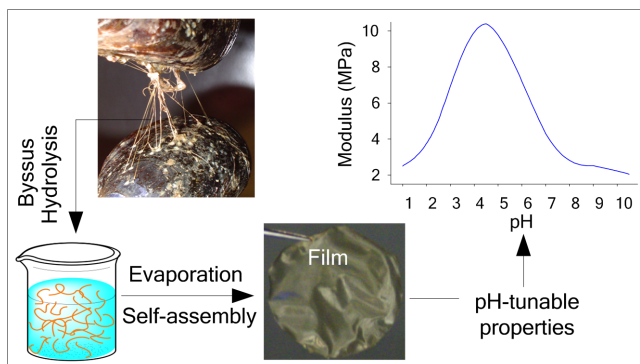 Byssus
Hydrolysis
Evaporation
Self-assembly
Film
pH-tunable
properties
Modulus (MPa)
10
8
6
4
2
1 2 3 4 5 6 7 8 9 10
pH